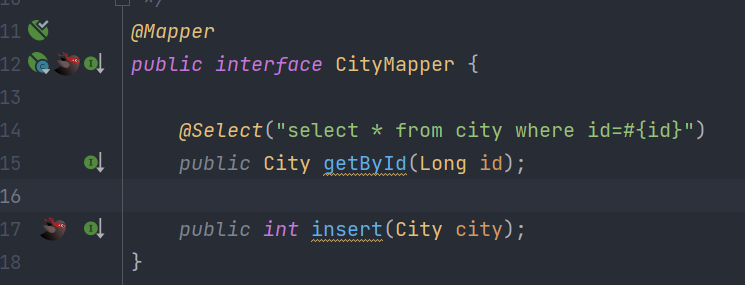 */
11 @Mapper
12 public interface CityMapper {
13
14 @Select("select * from city where id=#{id}")
15 public City getById(Long id);
16
17 public int insert(City city);
18 }